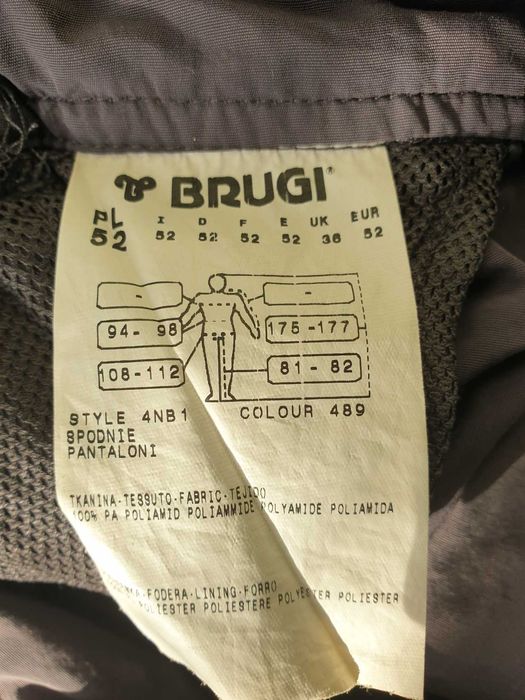 BRUGI®
PL I D F E UK EUR
52 52 52 52 52 36 52
- -
94- 98 175-177
108-112 81 - 82
STYLE 4NB1 COLOUR 489
SPODNIE
PANTALONI
TKANINA-TESSUTO-FABRIC-TEJIDO
100% PA POLIAMID POLIAMMIDE POLYAMIDE POLIAMIDA
-FODERA-LINING-FORRO
POLIESTERE POLYESTER POLIESTER